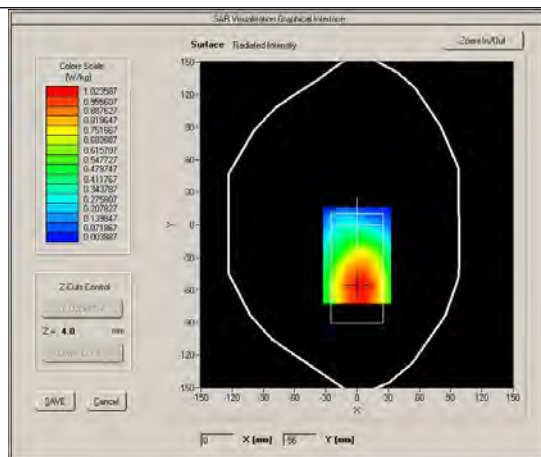 SAR Visualisation Graphical Interface
Surface Radiated Intensity
Zoom In/Out
Colors Scale
(W/kg)
1.023587
0.955607
0.887627
0.819647
0.751667
0.683687
0.615707
0.547727
0.479747
0.411767
0.343787
0.275807
0.207827
0.139847
0.071867
0.003887
Z-Cuts Control
Z = 4.0 mm
SAVE
Cancel
150
120
90
60
30
0
-30
-60
-90
-120
-150
Y
-150 -120 -90 -60 -30 0 30 60 90 120 150
X
0 X (mm)
Y (mm)